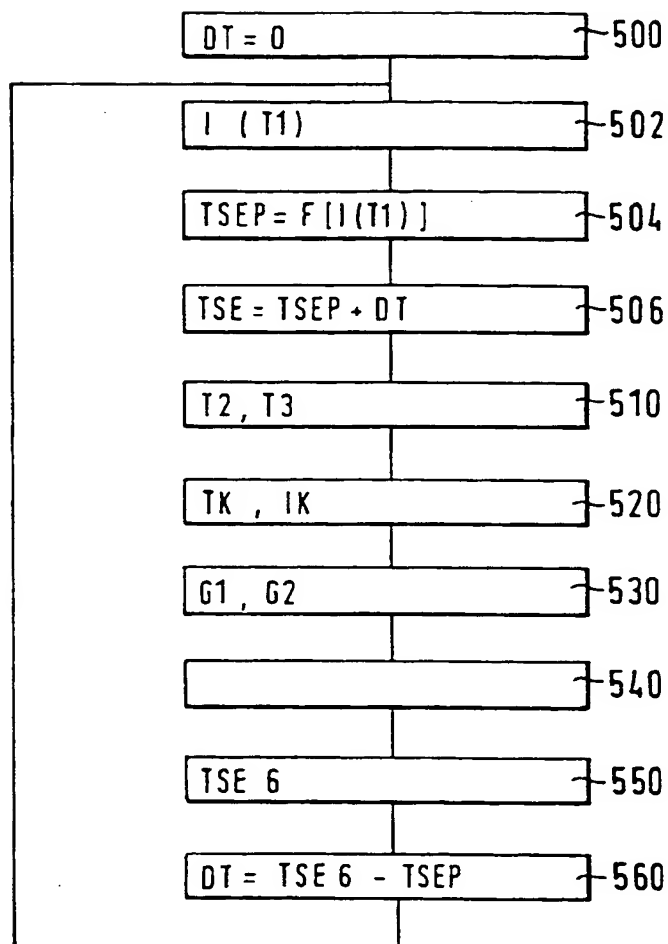 DT = 0 500
I (T1) 502
TSEP = F [I(T1)] 504
TSE = TSEP + DT 506
T2, T3 510
TK, IK 520
G1, G2 530
540
TSE 6 550
DT = TSE 6 - TSEP 560